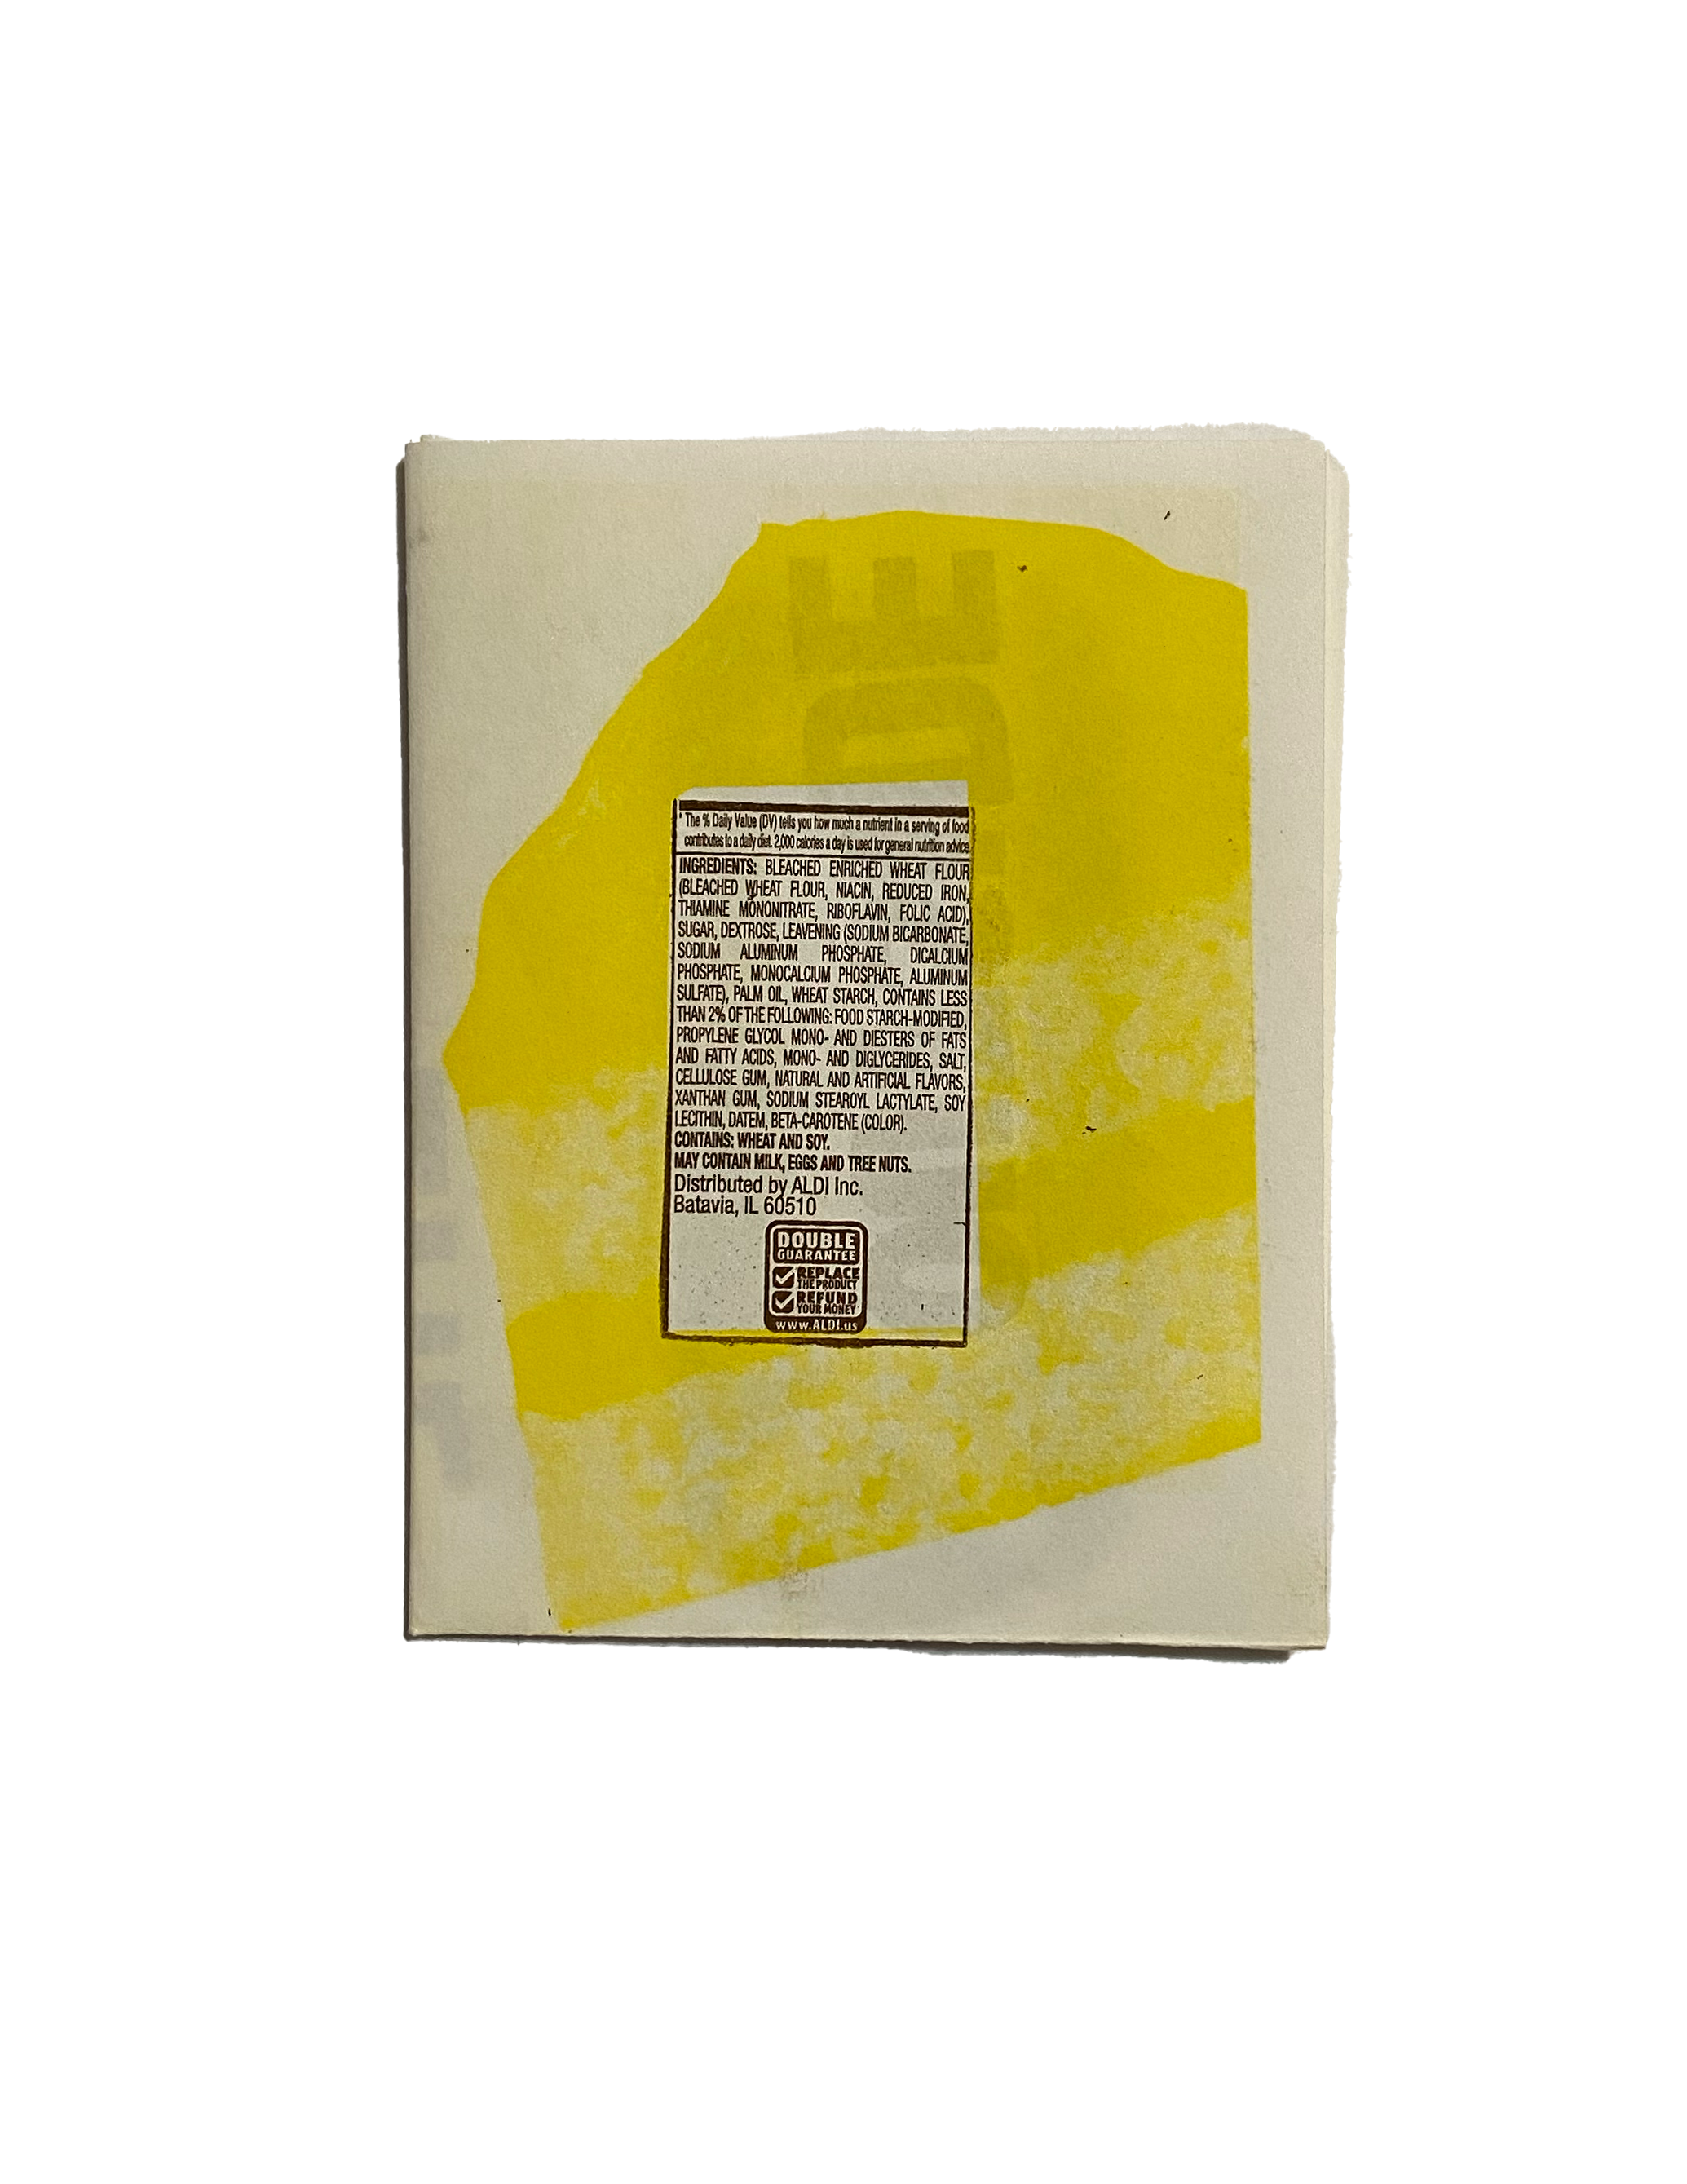 * The % Daily Value (DV) tells you how much a nutrient in a serving of food
contributes to a daily diet. 2,000 calories a day is used for general nutrition advice
INGREDIENTS: BLEACHED ENRICHED WHEAT FLOUR
(BLEACHED WHEAT FLOUR, NIACIN, REDUCED IRON,
THIAMINE MONONITRATE, RIBOFLAVIN, FOLIC ACID),
SUGAR, DEXTROSE, LEAVENING (SODIUM BICARBONATE,
SODIUM ALUMINUM PHOSPHATE, DICALCIUM
PHOSPHATE, MONOCALCIUM PHOSPHATE, ALUMINUM
SULFATE), PALM OIL, WHEAT STARCH, CONTAINS LESS
THAN 2% OF THE FOLLOWING: FOOD STARCH-MODIFIED,
PROPYLENE GLYCOL MONO- AND DIESTERS OF FATS
AND FATTY ACIDS, MONO- AND DIGLYCERIDES, SALT,
CELLULOSE GUM, NATURAL AND ARTIFICIAL FLAVORS,
XANTHAN GUM, SODIUM STEAROYL LACTYLATE, SOY
LECITHIN, DATEM, BETA-CAROTENE (COLOR).
CONTAINS: WHEAT AND SOY.
MAY CONTAIN MILK, EGGS AND TREE NUTS.
Distributed by ALDI Inc.
Batavia, IL 60510
DOUBLE
GUARANTEE
REPLACE
THE PRODUCT
REFUND
YOUR MONEY
www.ALDI.us